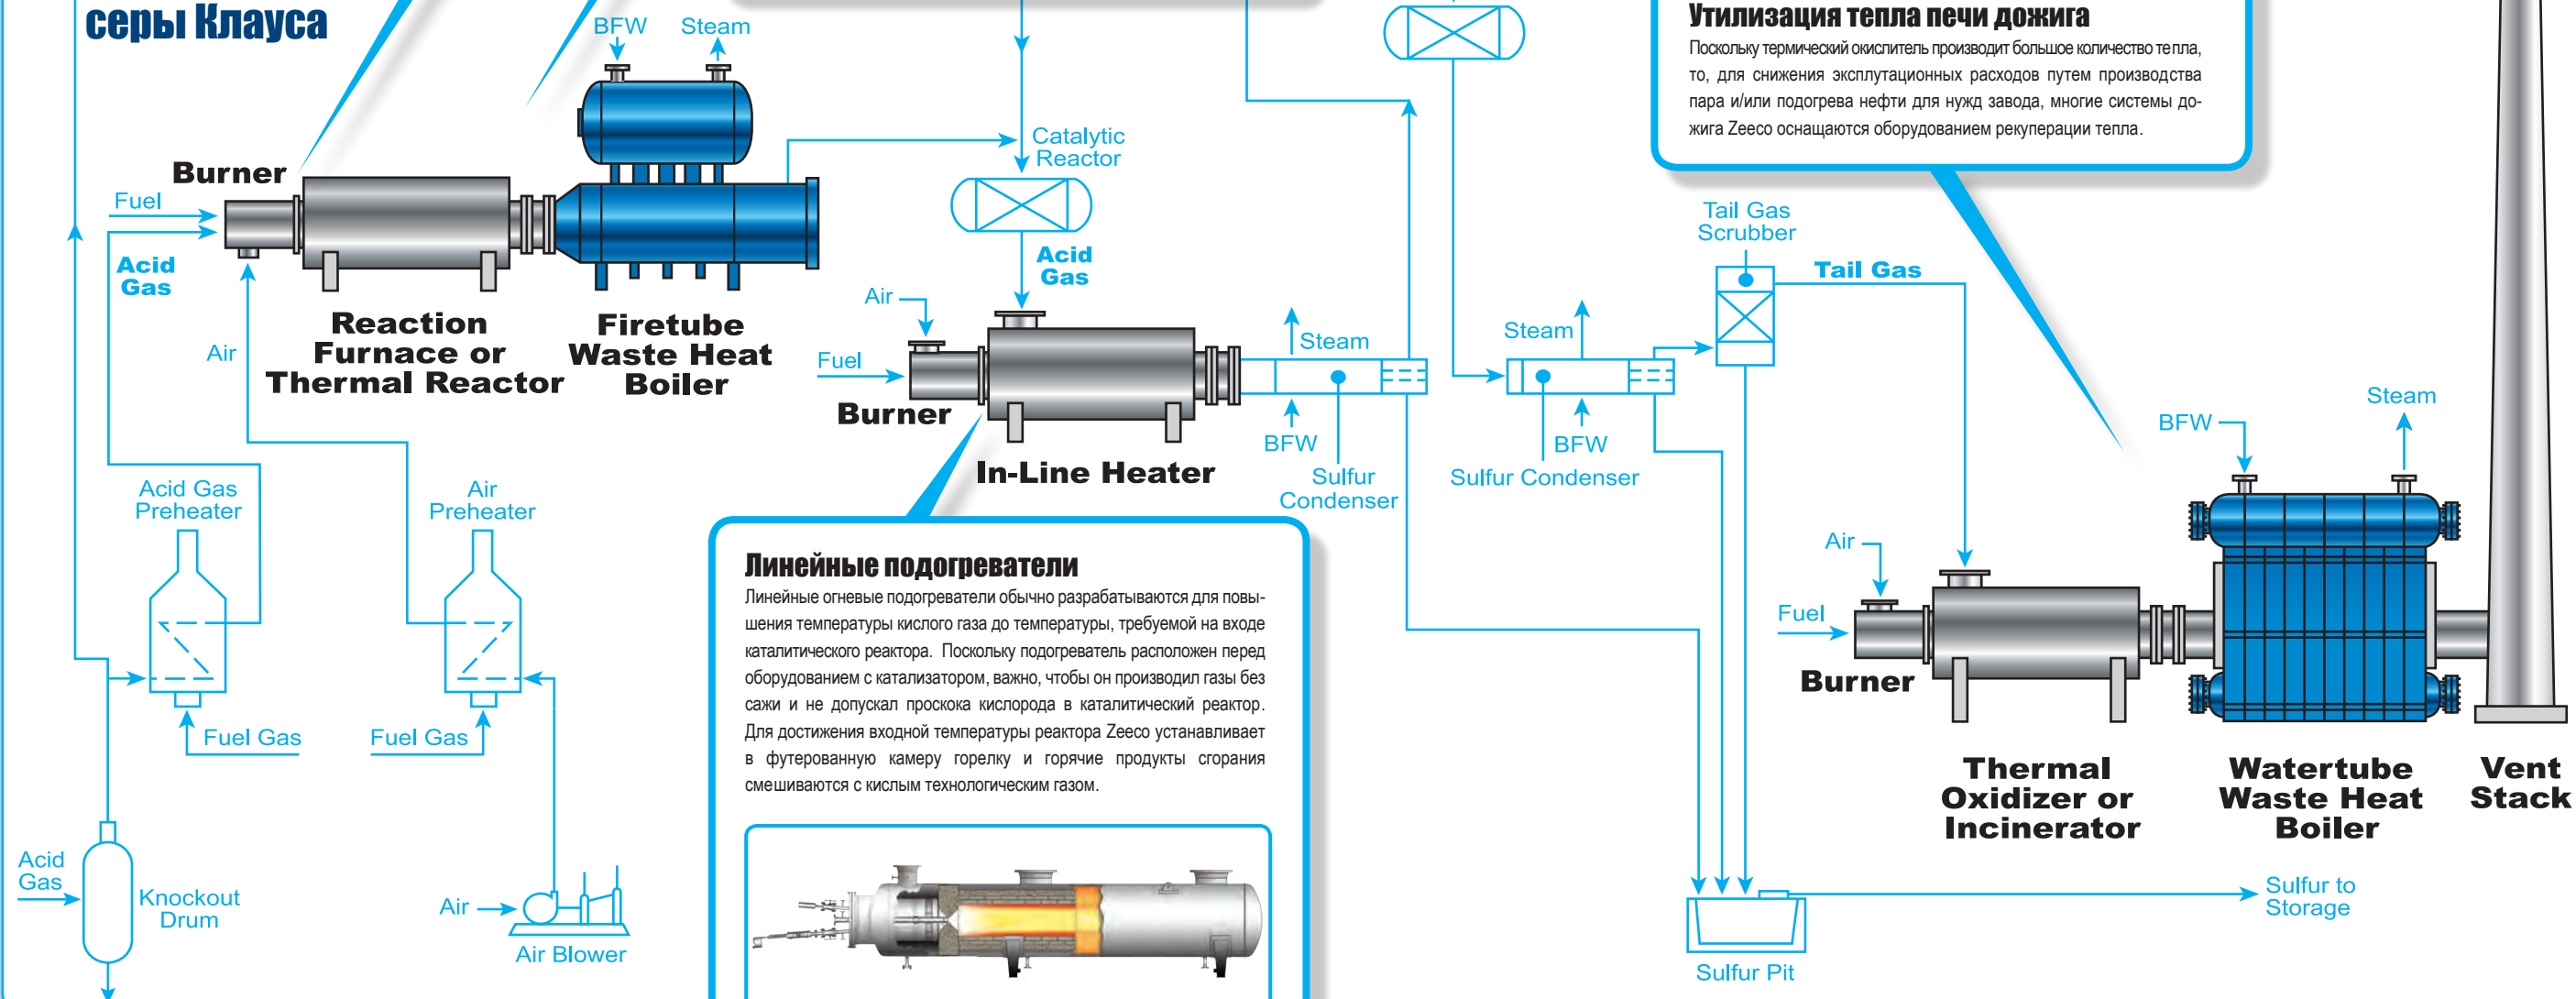 серы Клауса
BFW
Steam
Burner
Fuel
Acid
Gas
Air
Reaction
Furnace or
Thermal Reactor
Firetube
Waste Heat
Boiler
Catalytic
Reactor
Acid
Gas
Air
Fuel
Burner
In-Line Heater
Steam
BFW
Sulfur
Condenser
Steam
BFW
Sulfur Condenser
Утилизация тепла печи дожига
Поскольку термический окислитель производит большое количество тепла,
то, для снижения эксплутационных расходов путем производства
пара и/или подогрева нефти для нужд завода, многие системы до-
жига Zeeco оснащаются оборудованием рекуперации тепла.
Tail Gas
Scrubber
Tail Gas
Acid Gas
Preheater
Air
Preheater
Fuel Gas
Fuel Gas
Acid
Gas
Knockout
Drum
Air
Air Blower
Линейные подогреватели
Линейные огневые подогреватели обычно разрабатываются для повы-
шения температуры кислого газа до температуры, требуемой на входе
каталитического реактора. Поскольку подогреватель расположен перед
оборудованием с катализатором, важно, чтобы он производил газы без
сажи и не допускал проскока кислорода в каталитический реактор.
Для достижения входной температуры реактора Zeeco устанавливает
в футерованную камеру горелку и горячие продукты сгорания
смешиваются с кислым технологическим газом.
BFW
Steam
Air
Fuel
Burner
Thermal
Oxidizer or
Incinerator
Watertube
Waste Heat
Boiler
Vent
Stack
Sulfur to
Storage
Sulfur Pit